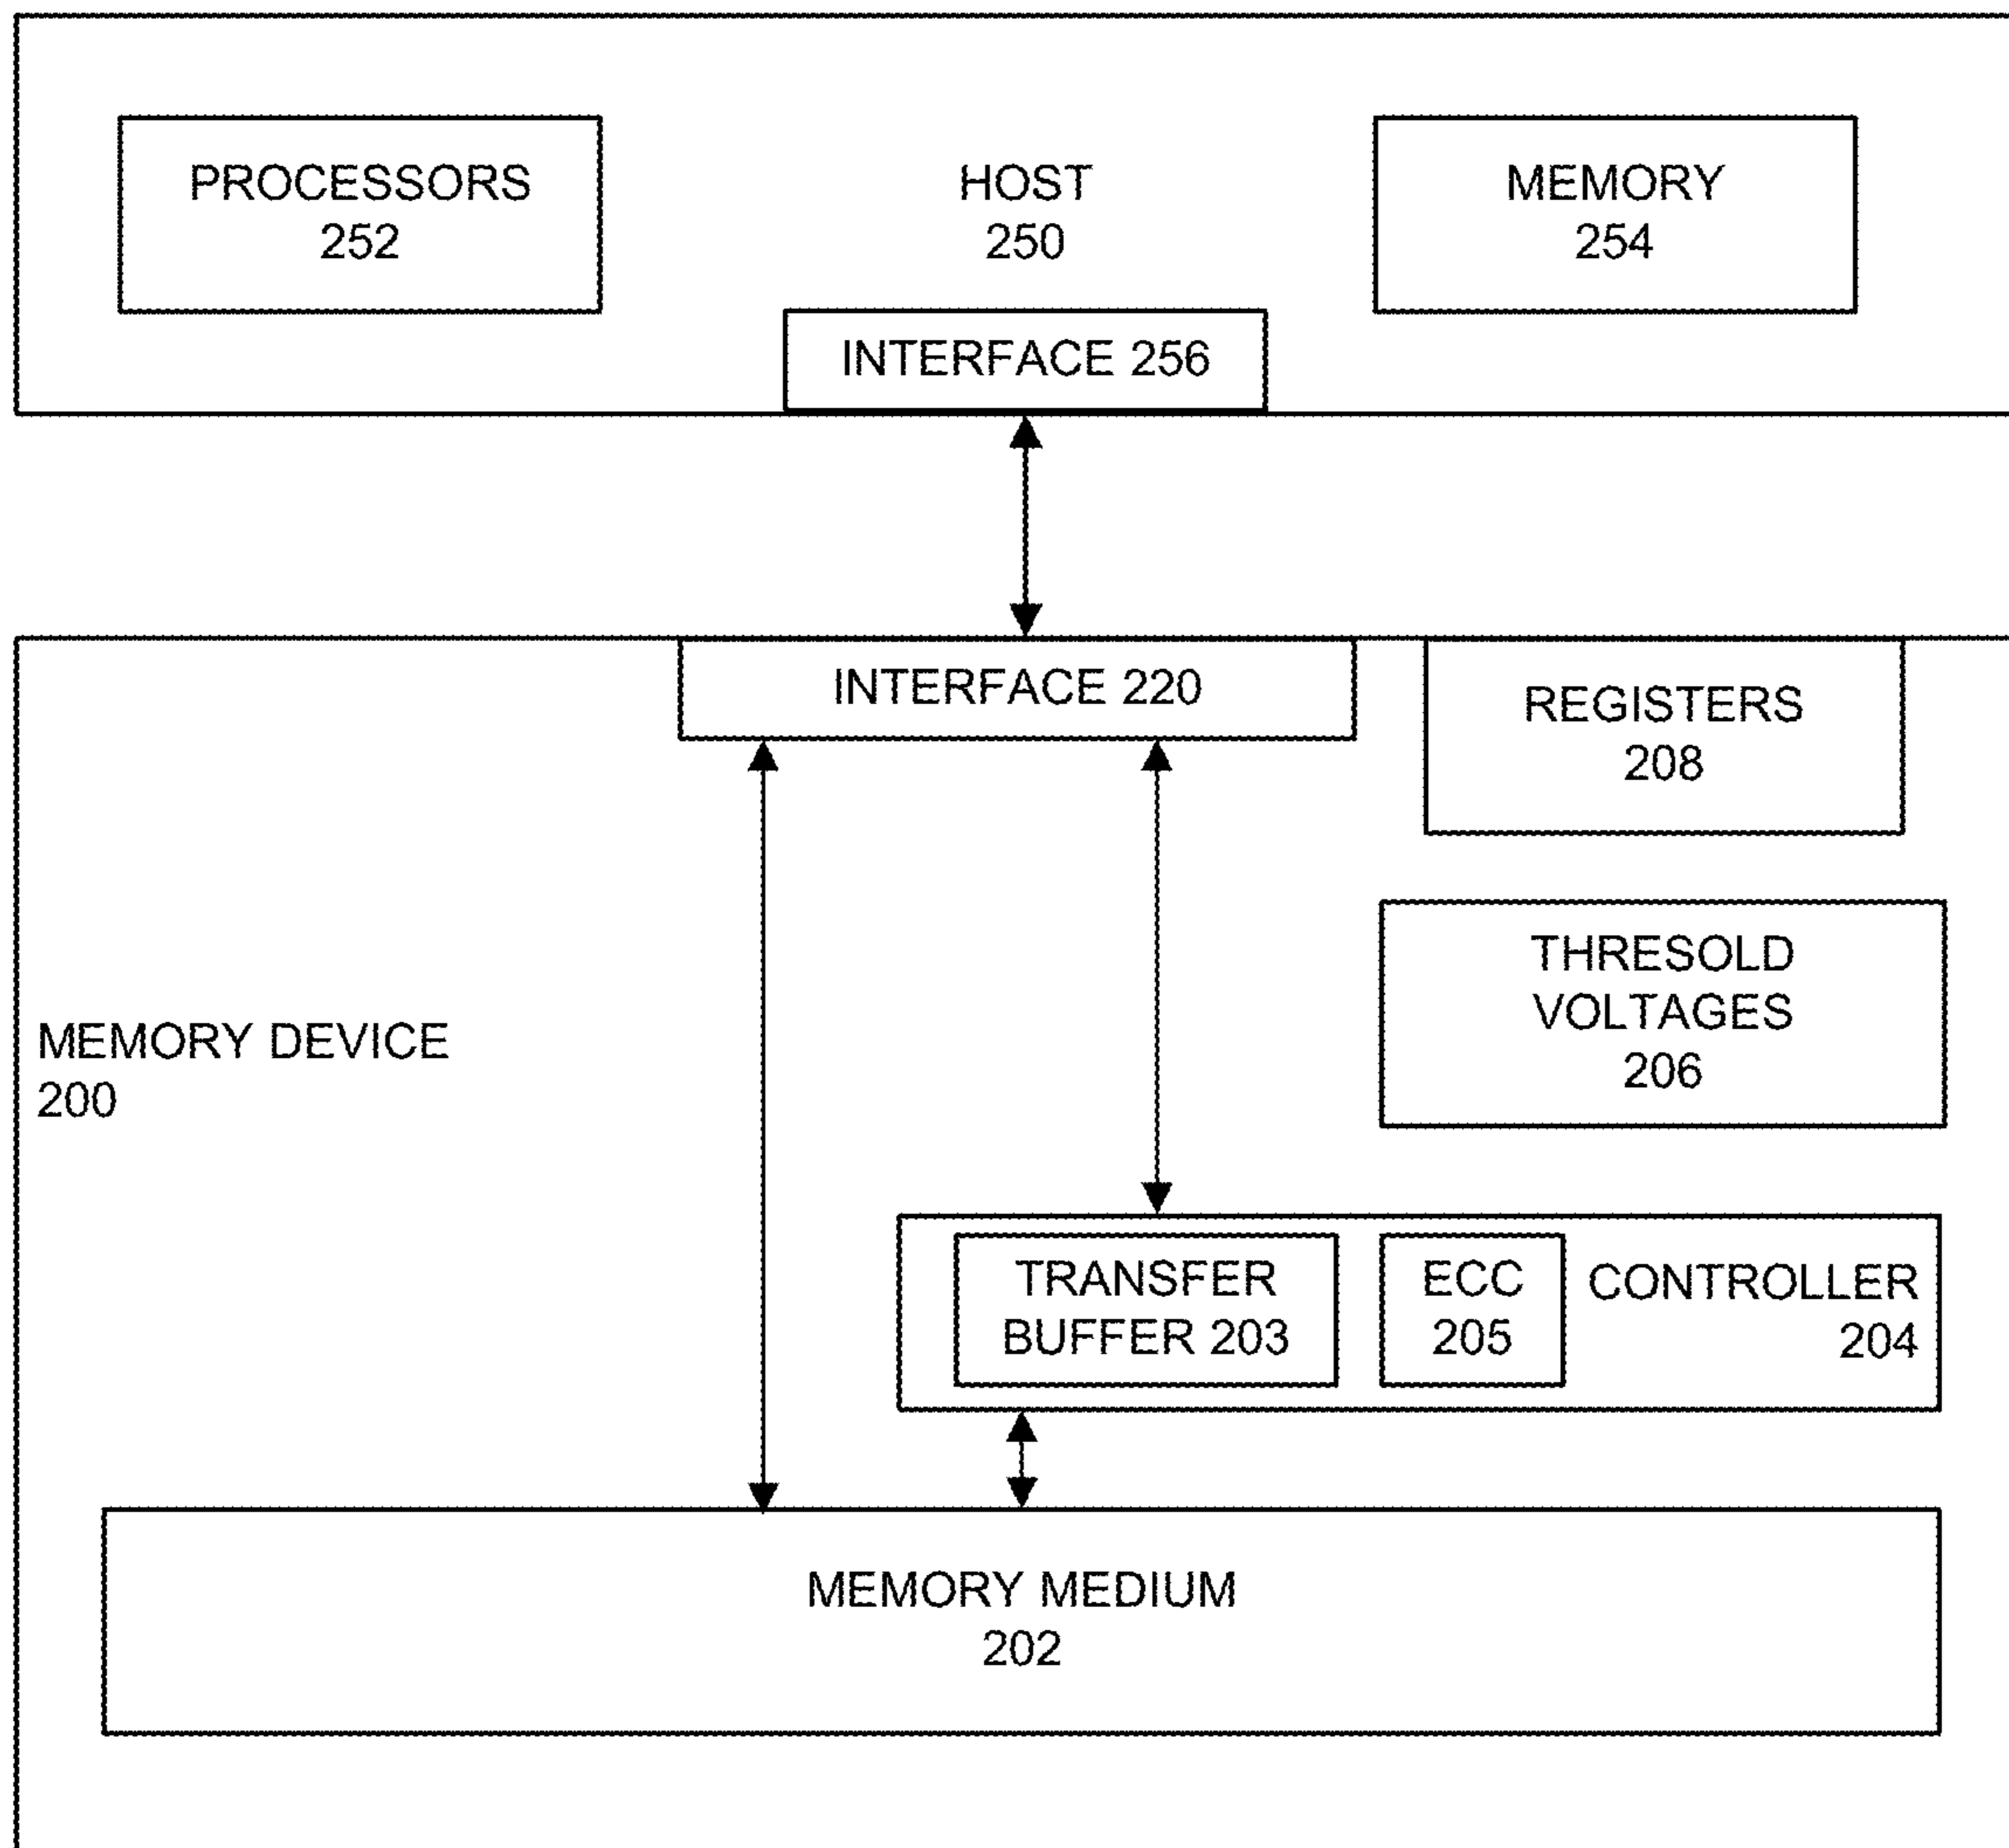 PROCESSORS
252
HOST
250
MEMORY
254
INTERFACE 256
INTERFACE 220
REGISTERS
208
THRESOLD
VOLTAGES
206
MEMORY DEVICE
200
TRANSFER
BUFFER 203
ECC
205
CONTROLLER
204
MEMORY MEDIUM
202